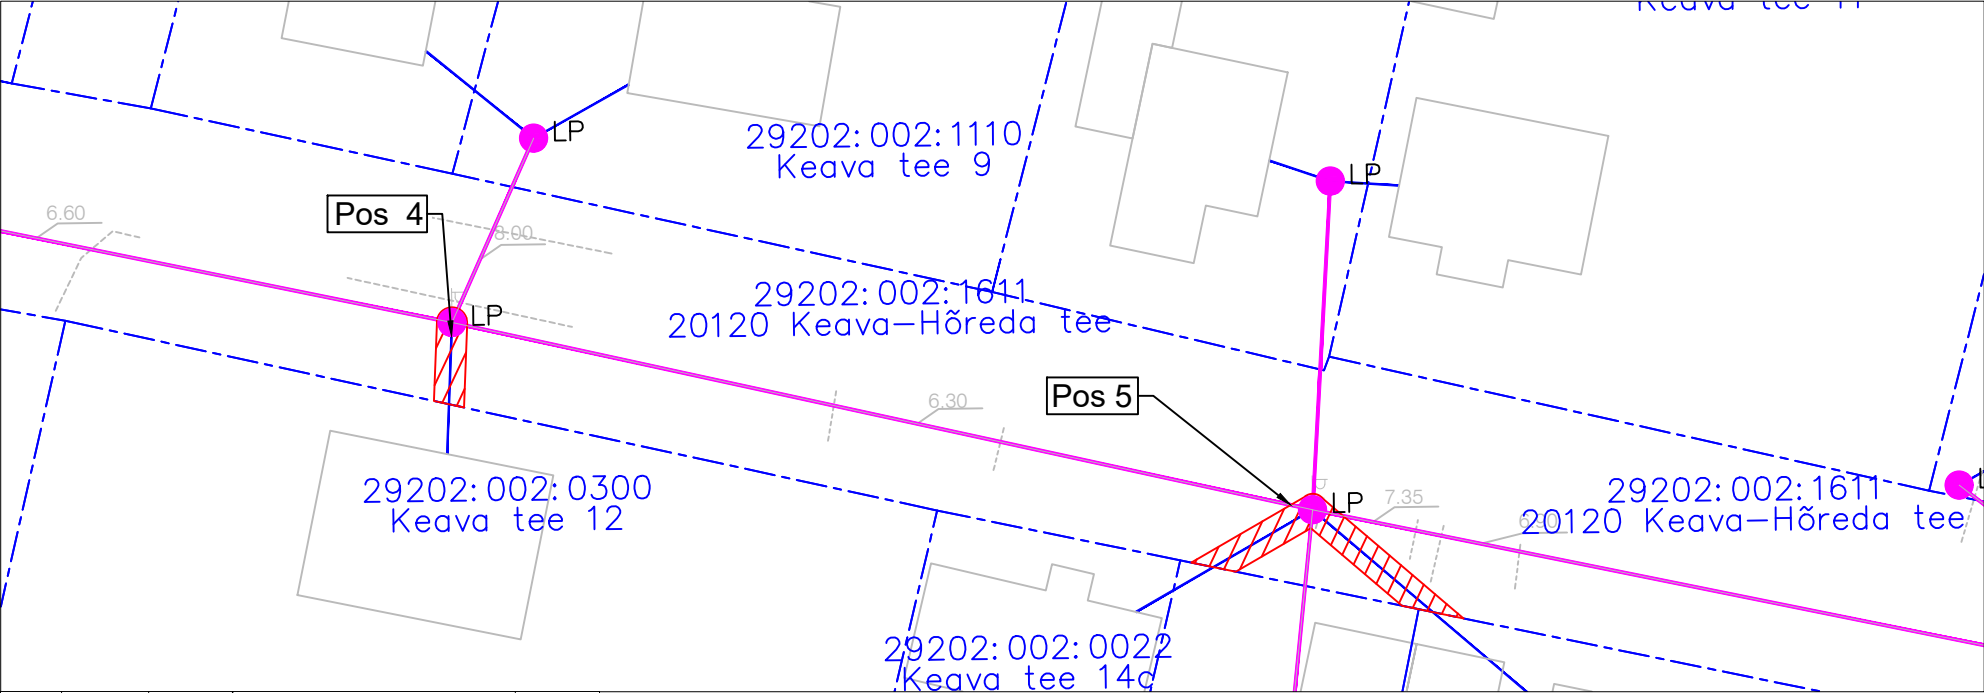 Keava tee 11
LP
29202:002:1110
Keava tee 9
LP
6.60
Pos 4
8.00
29202:002:1611
20120 Keava-Hõreda tee
LP
Pos 5
6.30
29202:002:0300
Keava tee 12
LP
7.35
29202:002:1611
6.90
20120 Keava-Hõreda tee
29202:002:0022
Keava tee 14c